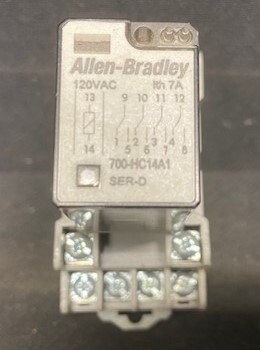 Allen-Bradley
120VAC Ith 7A
13 9 10 11 12
14 1 5 2 6 3 7 4 8
700-HC14A1
SER-D